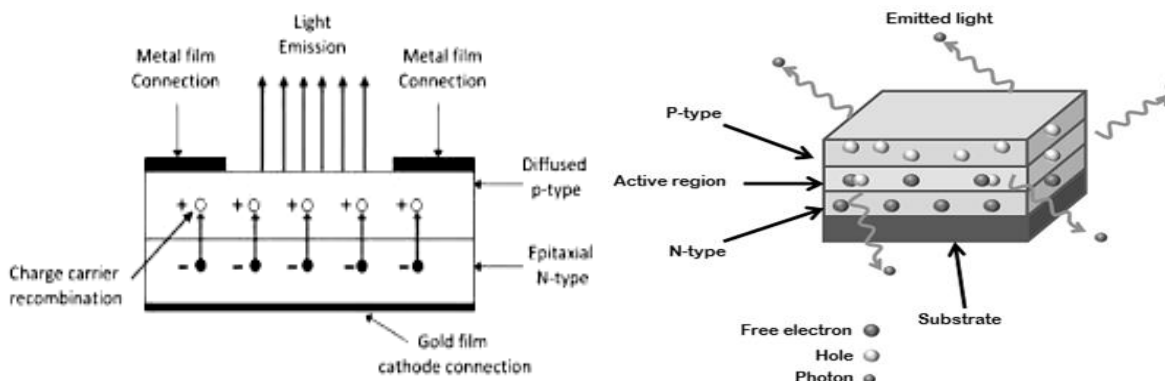 Light
Emission
Metal film
Connection
Metal film
Connection
Diffused
p-type
+ + + + +
- - - - -
Epitaxial
N-type
Charge carrier
recombination
Gold film
cathode connection
Emitted light
P-type
Active region
N-type
Substrate
Free electron
Hole
Photon